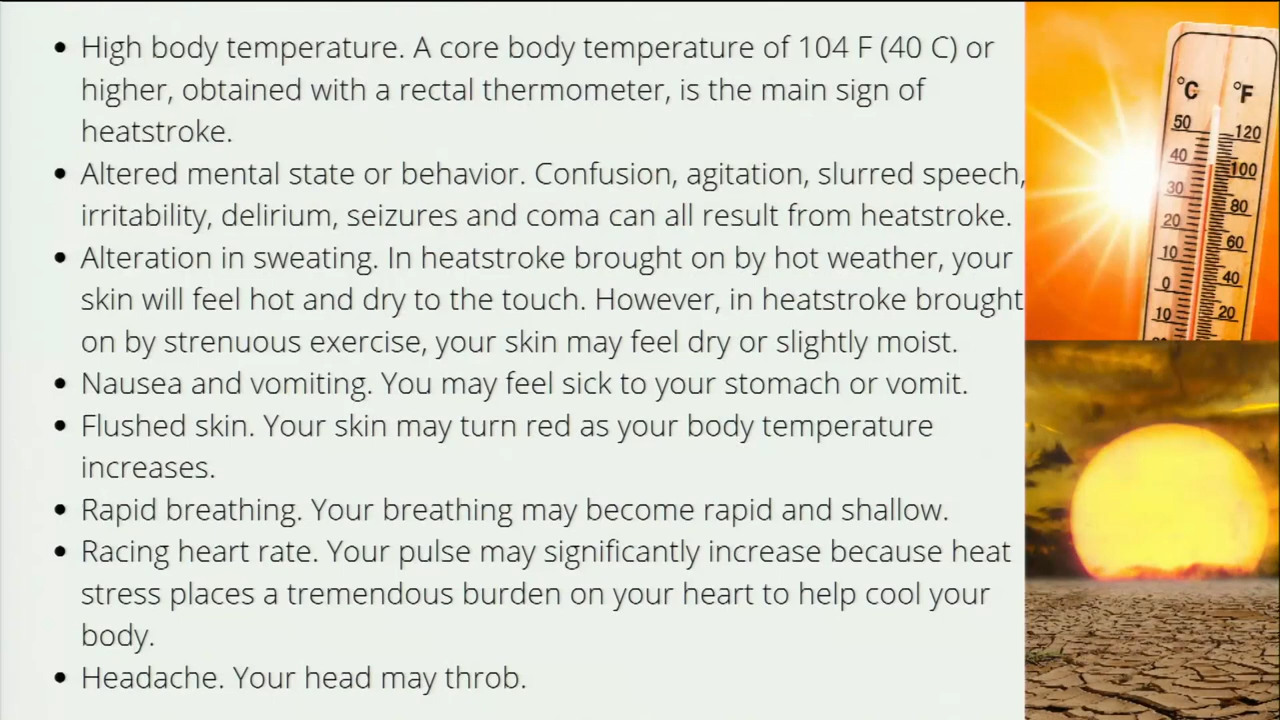 • High body temperature. A core body temperature of 104 F (40 C) or
higher, obtained with a rectal thermometer, is the main sign of
heatstroke.
• Altered mental state or behavior. Confusion, agitation, slurred speech,
irritability, delirium, seizures and coma can all result from heatstroke.
• Alteration in sweating. In heatstroke brought on by hot weather, your
skin will feel hot and dry to the touch. However, in heatstroke brought
on by strenuous exercise, your skin may feel dry or slightly moist.
• Nausea and vomiting. You may feel sick to your stomach or vomit.
• Flushed skin. Your skin may turn red as your body temperature
increases.
• Rapid breathing. Your breathing may become rapid and shallow.
• Racing heart rate. Your pulse may significantly increase because heat
stress places a tremendous burden on your heart to help cool your
body.
• Headache. Your head may throb.
°C °F
50 120
40 100
30 80
20 60
10 40
0 20
10